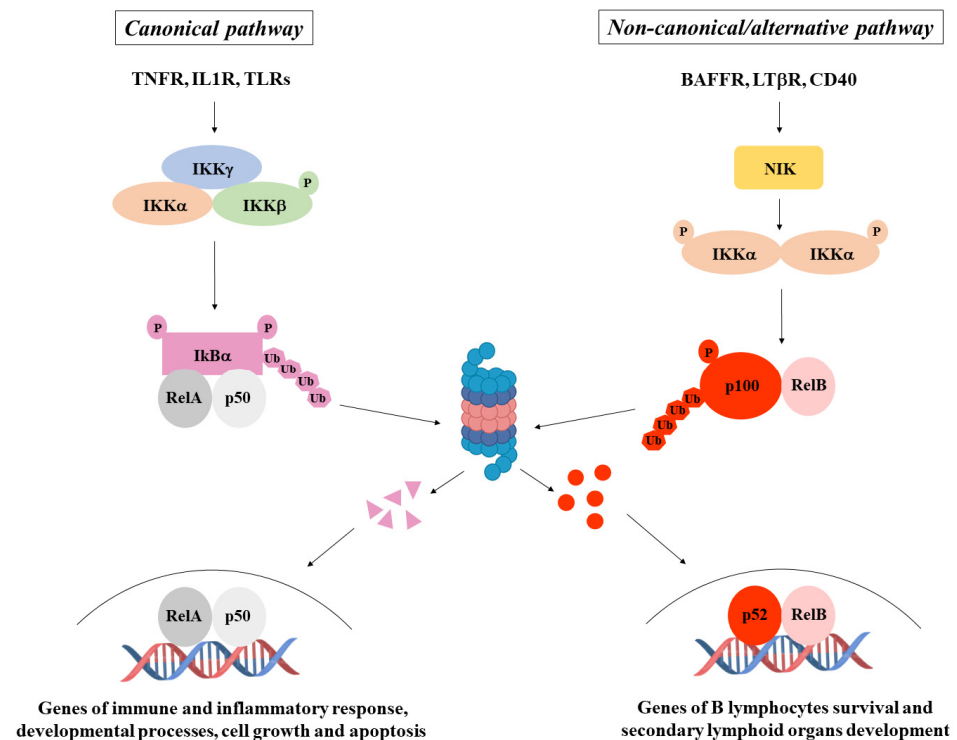 Canonical pathway
TNFR, IL1R, TLRs
IKKγ
IKKα
IKKβ
P
P
P
IkBα
Ub
Ub
Ub
Ub
RelA
p50
RelA
p50
Genes of immune and inflammatory response,
developmental processes, cell growth and apoptosis
Non-canonical/alternative pathway
BAFFR, LTβR, CD40
NIK
P
P
IKKα
IKKα
P
p100
RelB
Ub
Ub
Ub
Ub
p52
RelB
Genes of B lymphocytes survival and
secondary lymphoid organs development